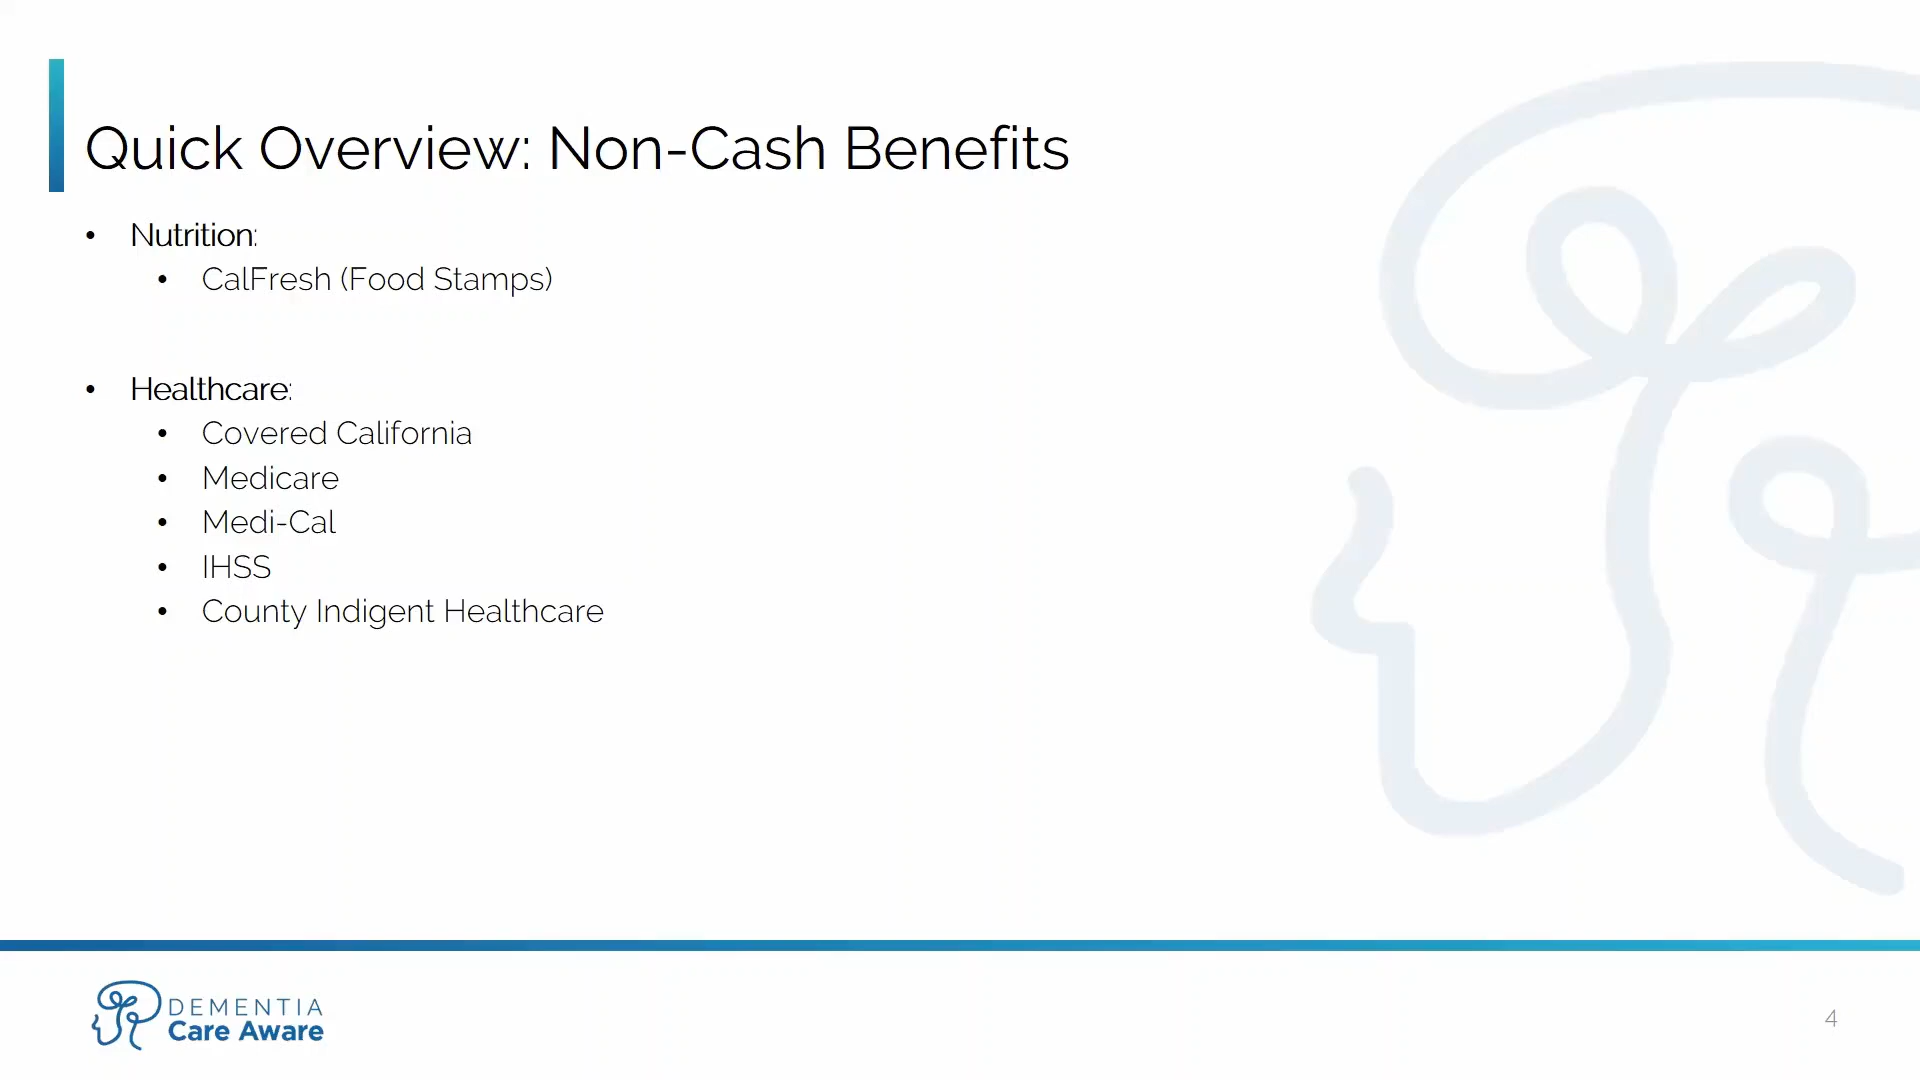 Quick Overview: Non-Cash Benefits
• Nutrition:
• CalFresh (Food Stamps)
• Healthcare:
• Covered California
• Medicare
• Medi-Cal
• IHSS
• County Indigent Healthcare
DEMENTIA
Care Aware
4